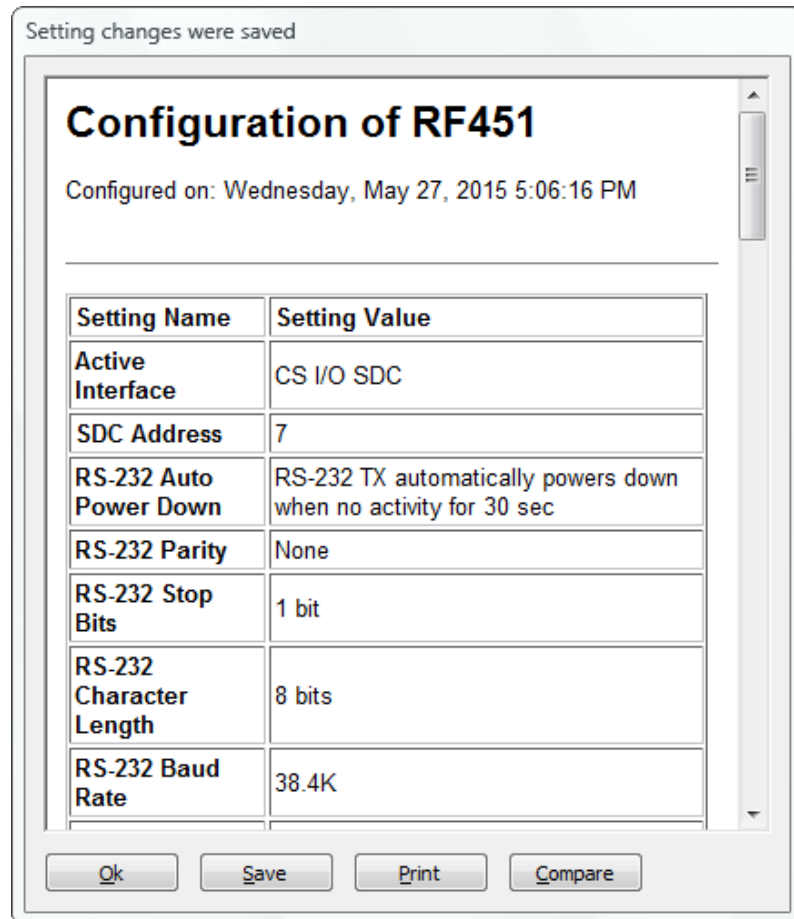 Setting changes were saved
Configuration of RF451
Configured on: Wednesday, May 27, 2015 5:06:16 PM
Setting Name Setting Value
Active
Interface
CS I/O SDC
SDC Address 7
RS-232 Auto
Power Down
RS-232 TX automatically powers down
when no activity for 30 sec
RS-232 Parity None
RS-232 Stop
Bits
1 bit
RS-232
Character
Length
8 bits
RS-232 Baud
Rate
38.4K
Ok Save Print Compare